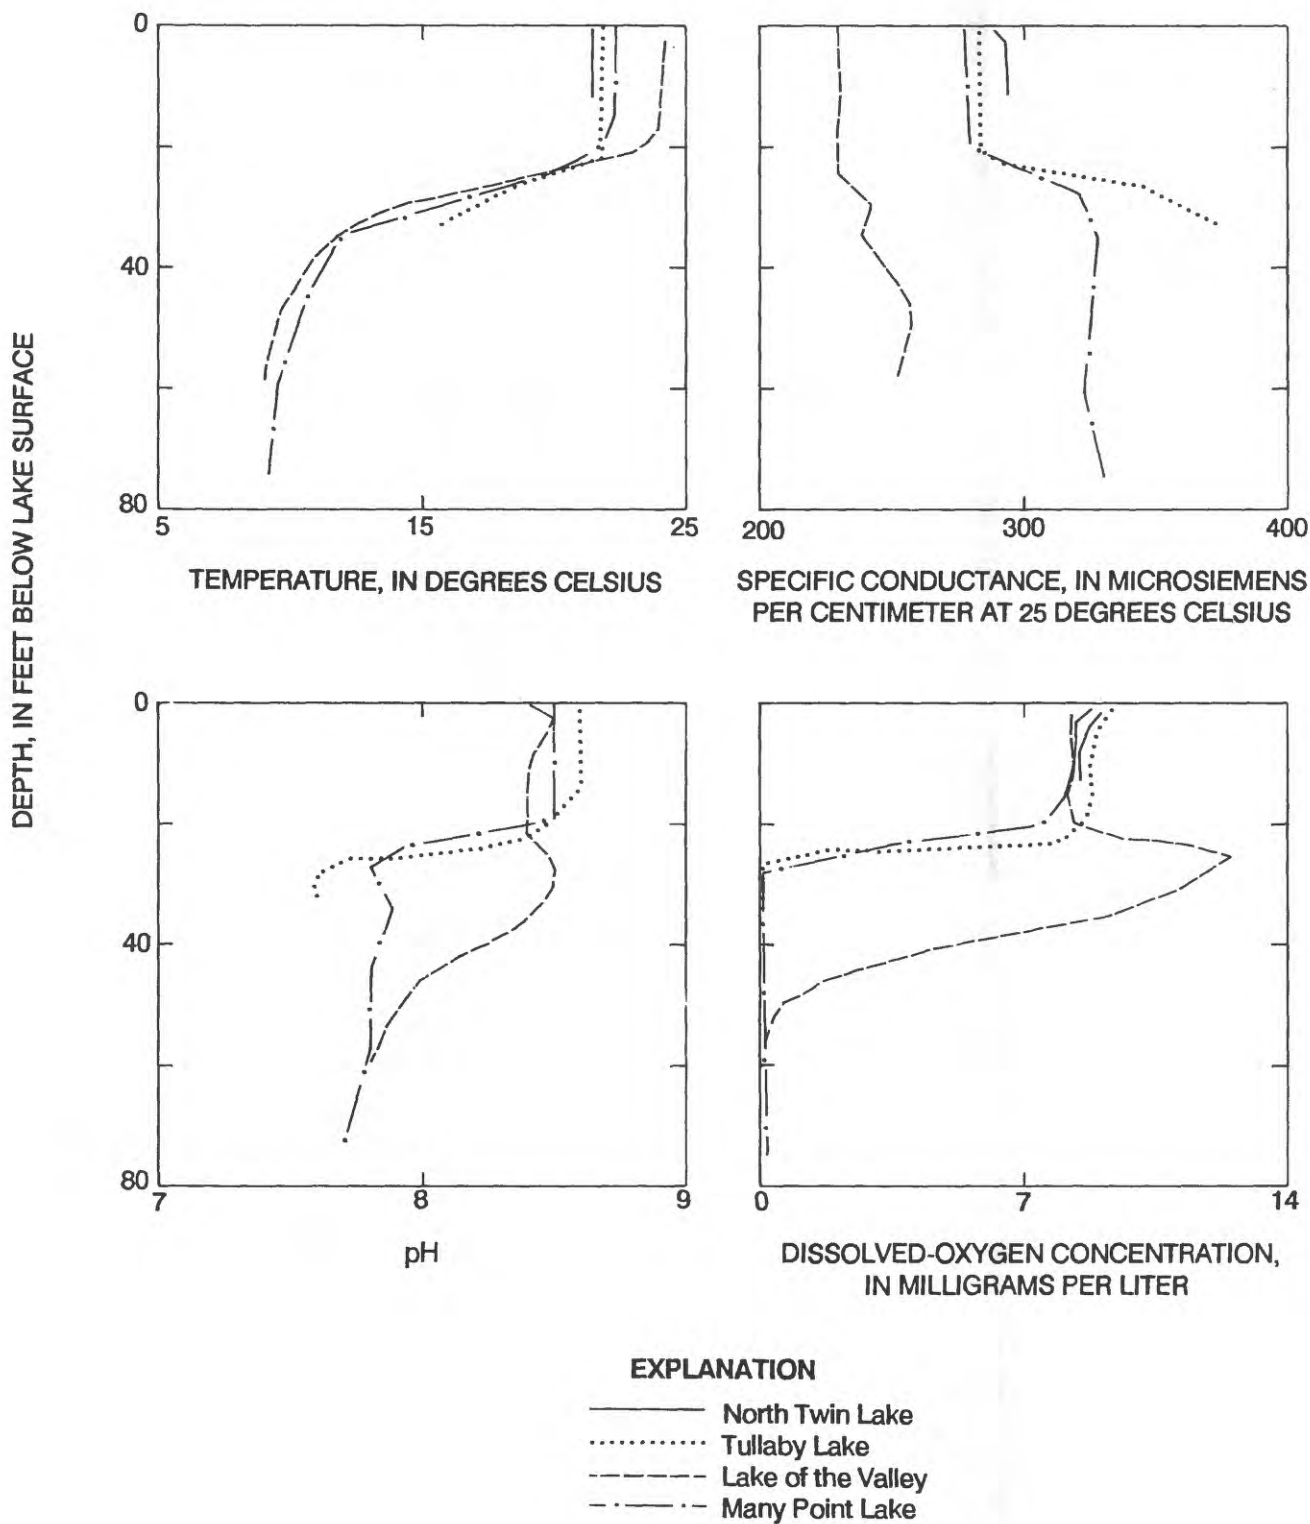 DEPTH, IN FEET BELOW LAKE SURFACE
0
40
80
5
15
25
TEMPERATURE, IN DEGREES CELSIUS
200
300
400
SPECIFIC CONDUCTANCE, IN MICROSIEMENS
PER CENTIMETER AT 25 DEGREES CELSIUS
0
40
80
7
8
9
pH
0
7
14
DISSOLVED-OXYGEN CONCENTRATION,
IN MILLIGRAMS PER LITER
EXPLANATION
North Twin Lake
Tullaby Lake
Lake of the Valley
Many Point Lake